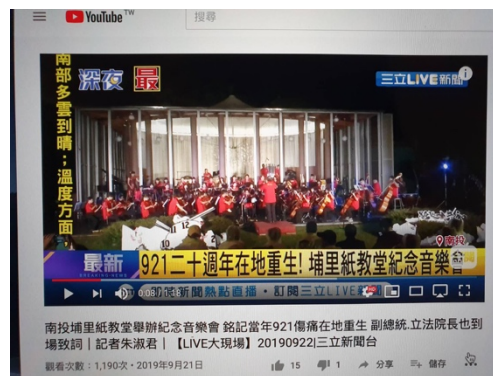 YouTube TW
搜尋
南部多雲到晴；溫度方面
深夜 最
三立LIVE新聞
南投
最新
BREAKING NEWS
921二十週年在地重生!埔里紙教堂紀念音樂會
新聞熱點直播・訂閱三立LIVE
南投埔里紙教堂舉辦紀念音樂會 銘記當年921傷痛在地重生 副總統.立法院長也到
場致詞｜記者朱淑君｜【LIVE大現場】20190922|三立新聞台
觀看次數：1,190次・2019年9月21日
15
1
分享
儲存